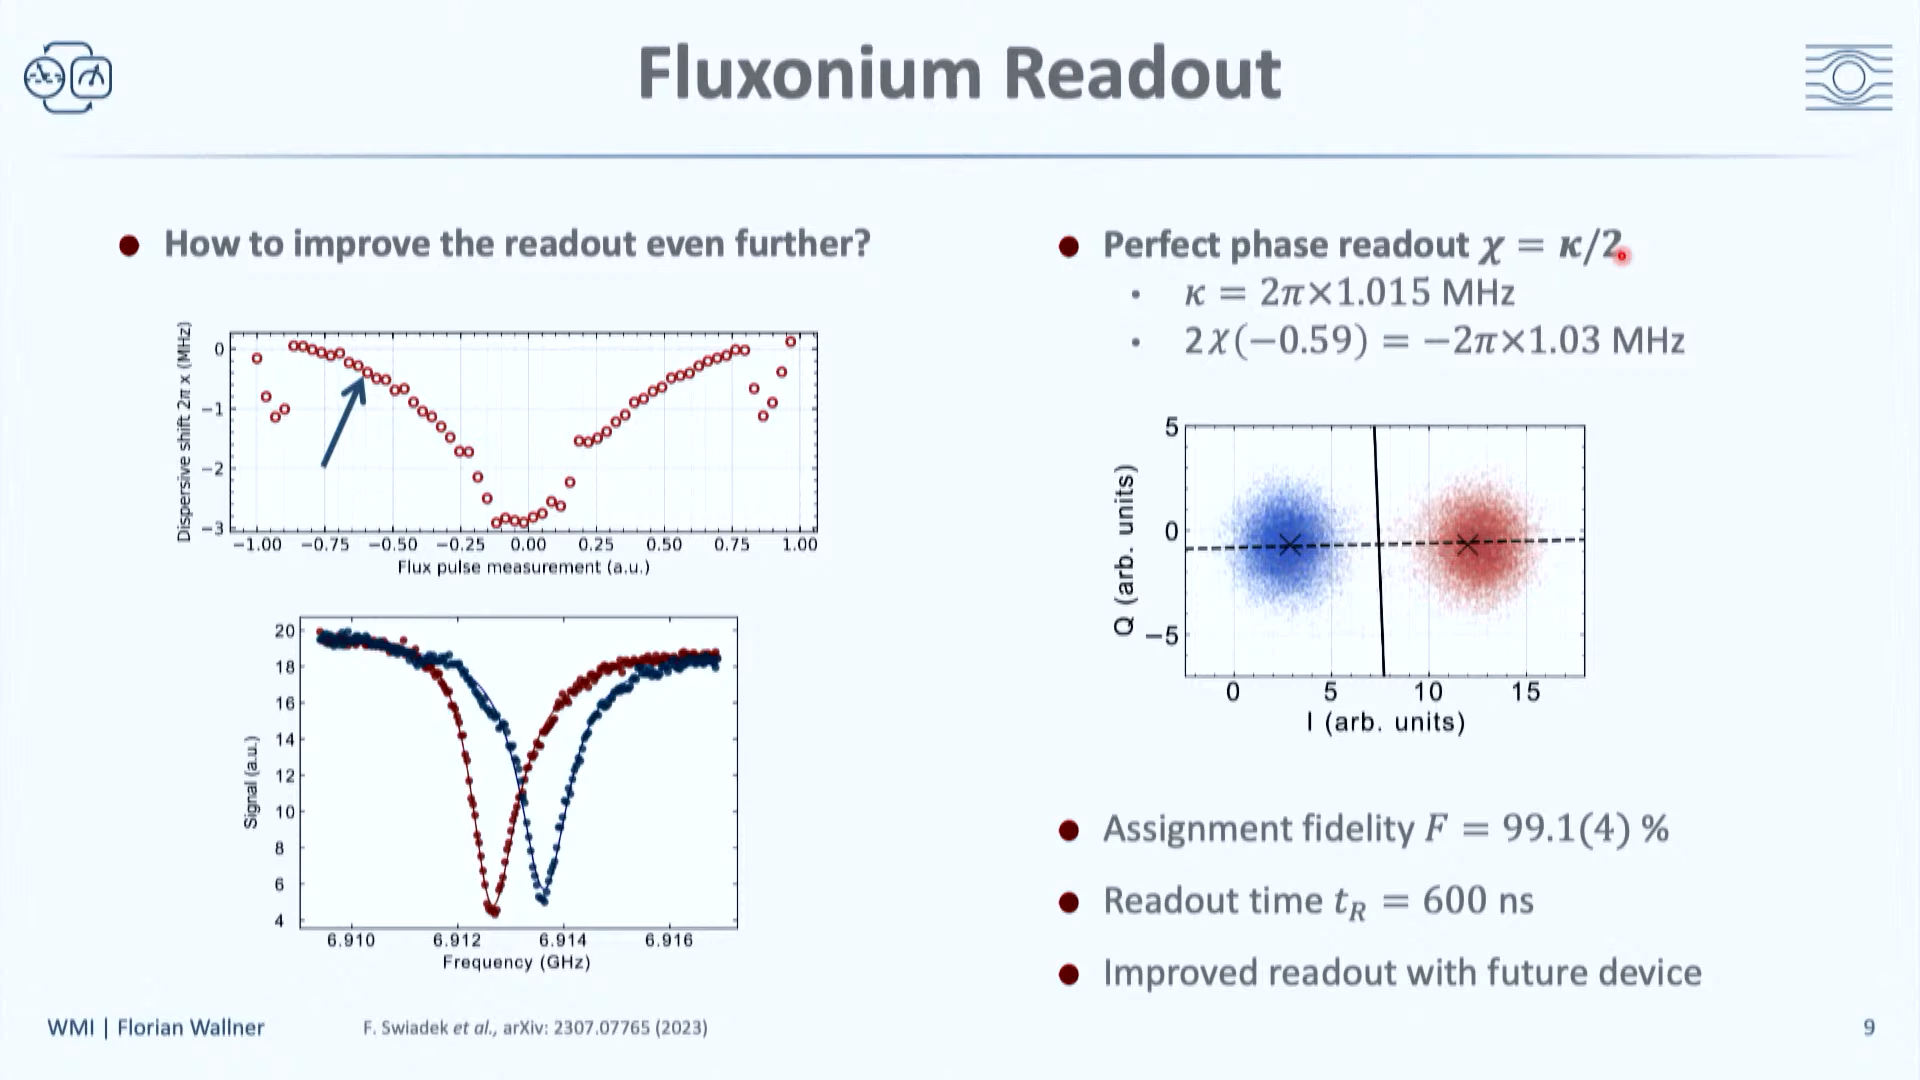 Fluxonium Readout
How to improve the readout even further?
Dispersive shift 2π x (MHz)
0
−1
−2
−3
−1.00 −0.75 −0.50 −0.25 0.00 0.25 0.50 0.75 1.00
Flux pulse measurement (a.u.)
Signal (a.u.)
20
18
16
14
12
10
8
6
4
6.910 6.912 6.914 6.916
Frequency (GHz)
Perfect phase readout χ = κ/2
κ = 2π×1.015 MHz
2χ(−0.59) = −2π×1.03 MHz
Q (arb. units)
5
0
−5
0 5 10 15
I (arb. units)
Assignment fidelity F = 99.1(4) %
Readout time t_R = 600 ns
Improved readout with future device
WMI | Florian Wallner
F. Swiadek et al., arXiv: 2307.07765 (2023)
9